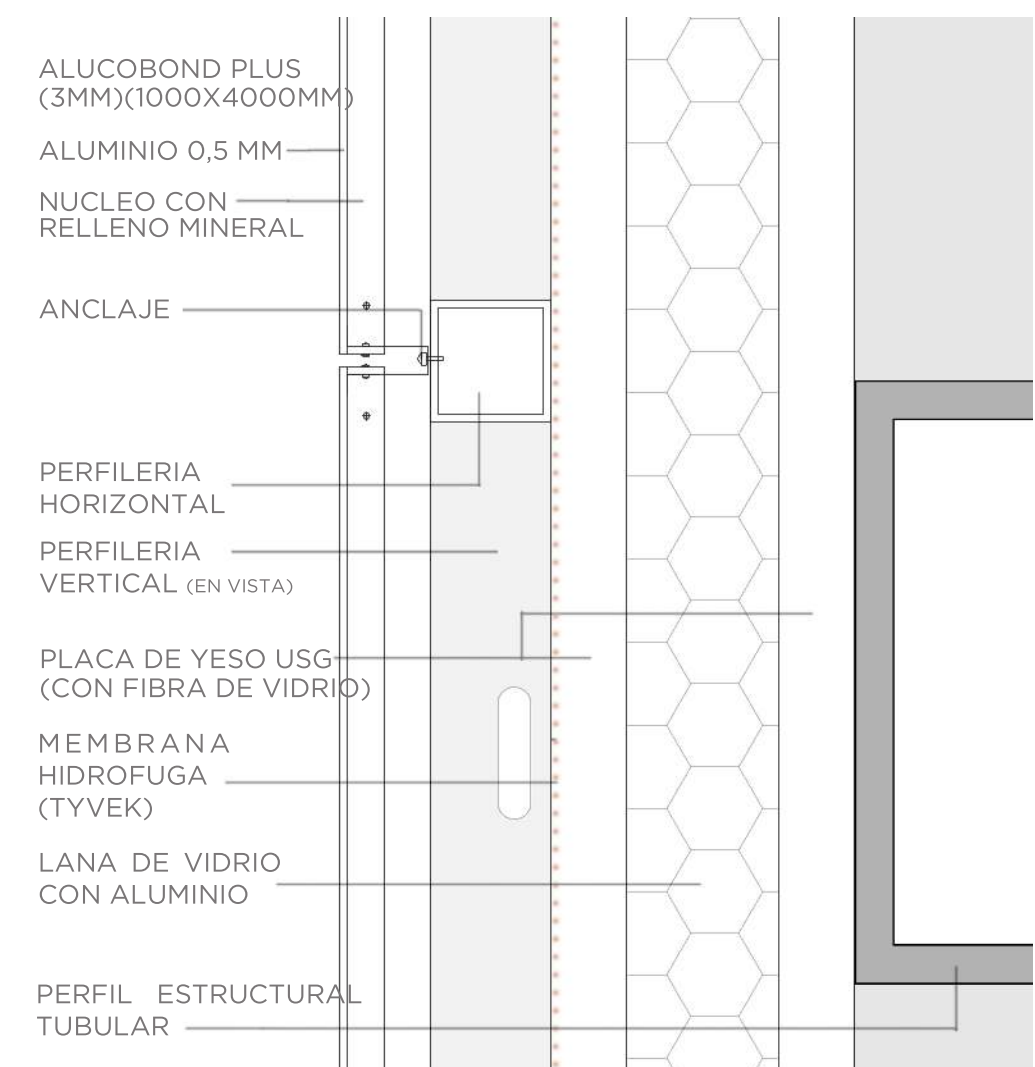 ALUCOBOND PLUS
(3MM)(1000X4000MM)
ALUMINIO 0,5 MM
NUCLEO CON
RELLENO MINERAL
ANCLAJE
PERFILERIA
HORIZONTAL
PERFILERIA
VERTICAL (EN VISTA)
PLACA DE YESO USG
(CON FIBRA DE VIDRIO)
MEMBRANA
HIDROFUGA
(TYVEK)
LANA DE VIDRIO
CON ALUMINIO
PERFIL ESTRUCTURAL
TUBULAR